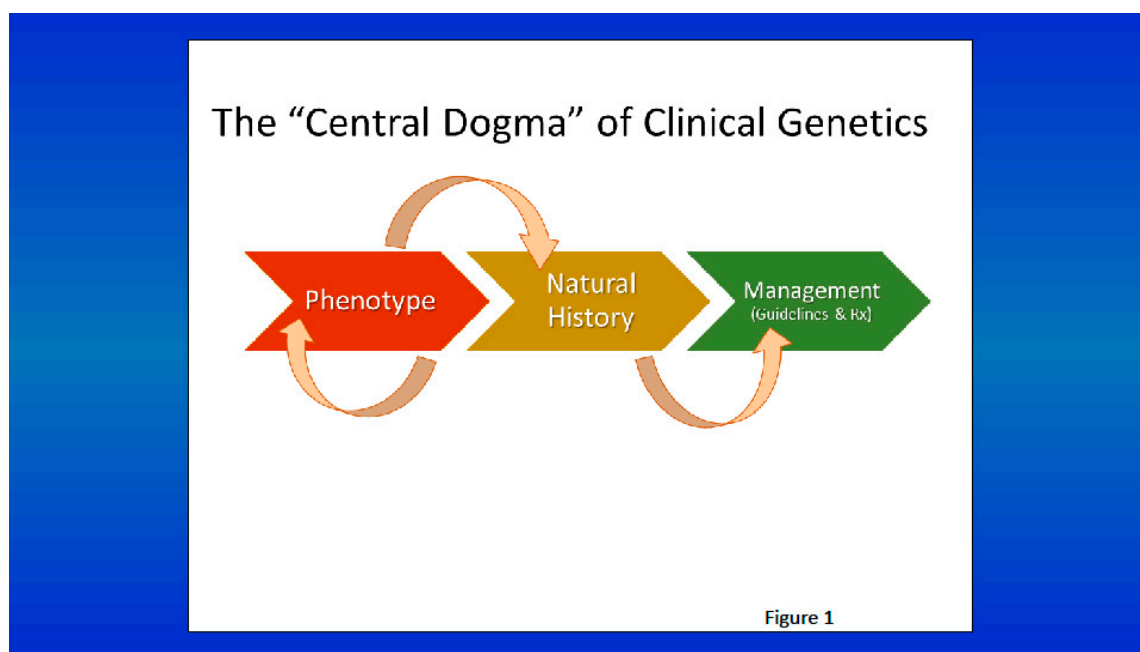 The “Central Dogma” of Clinical Genetics
Phenotype
Natural
History
Management
(Guidelines & Rx)
Figure 1